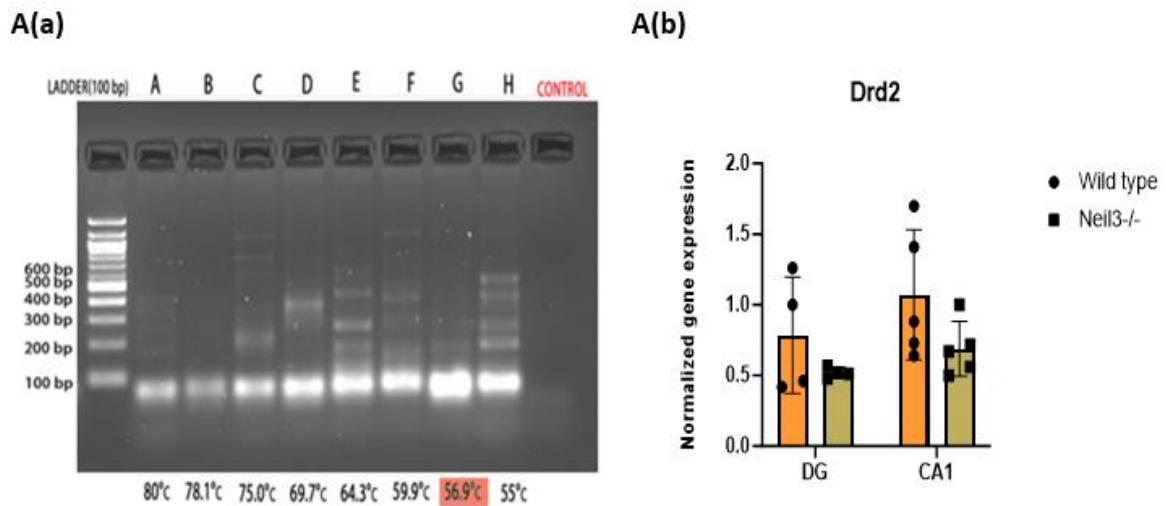 A(a)
LADDER(100 bp) A B C D E F G H CONTROL
600 bp
500 bp
400 bp
300 bp
200 bp
100 bp
80°c 78.1°c 75.0°c 69.7°c 64.3°c 59.9°c 56.9°c 55°c
A(b)
Drd2
Normalized gene expression
2.0
1.5
1.0
0.5
0.0
DG CA1
Wild type
Neil3-/-